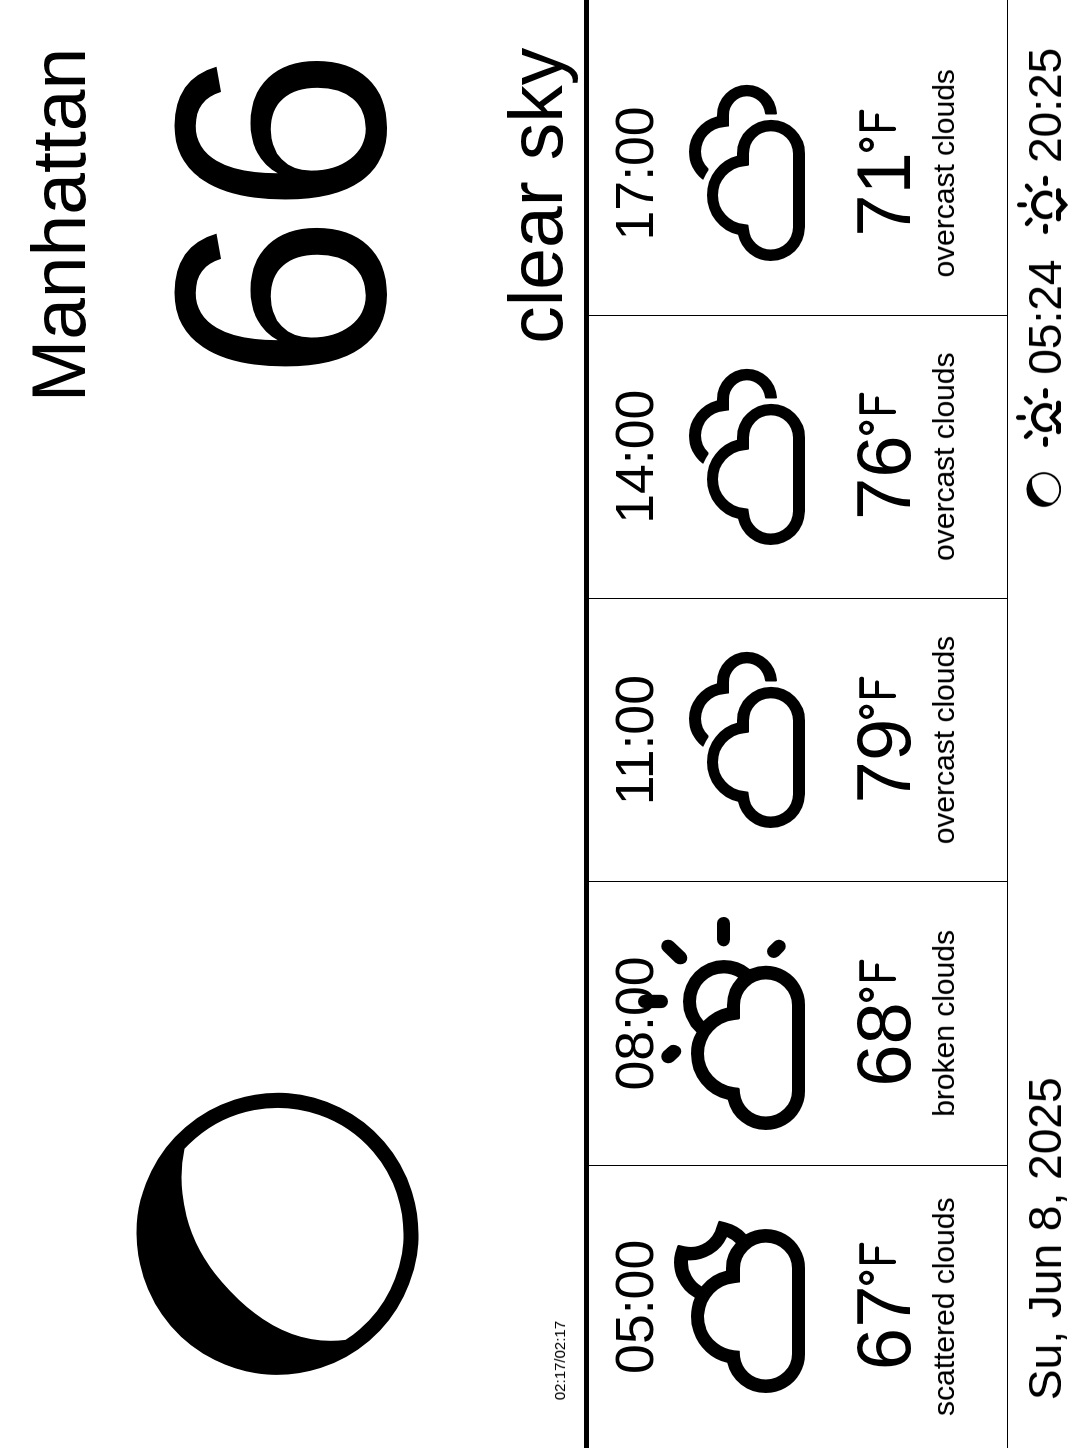 Manhattan
66
clear sky
02:17/02:17
05:00
67°F
scattered clouds
08:00
68°F
broken clouds
11:00
79°F
overcast clouds
14:00
76°F
overcast clouds
17:00
71°F
overcast clouds
Su, Jun 8, 2025
05:24 20:25